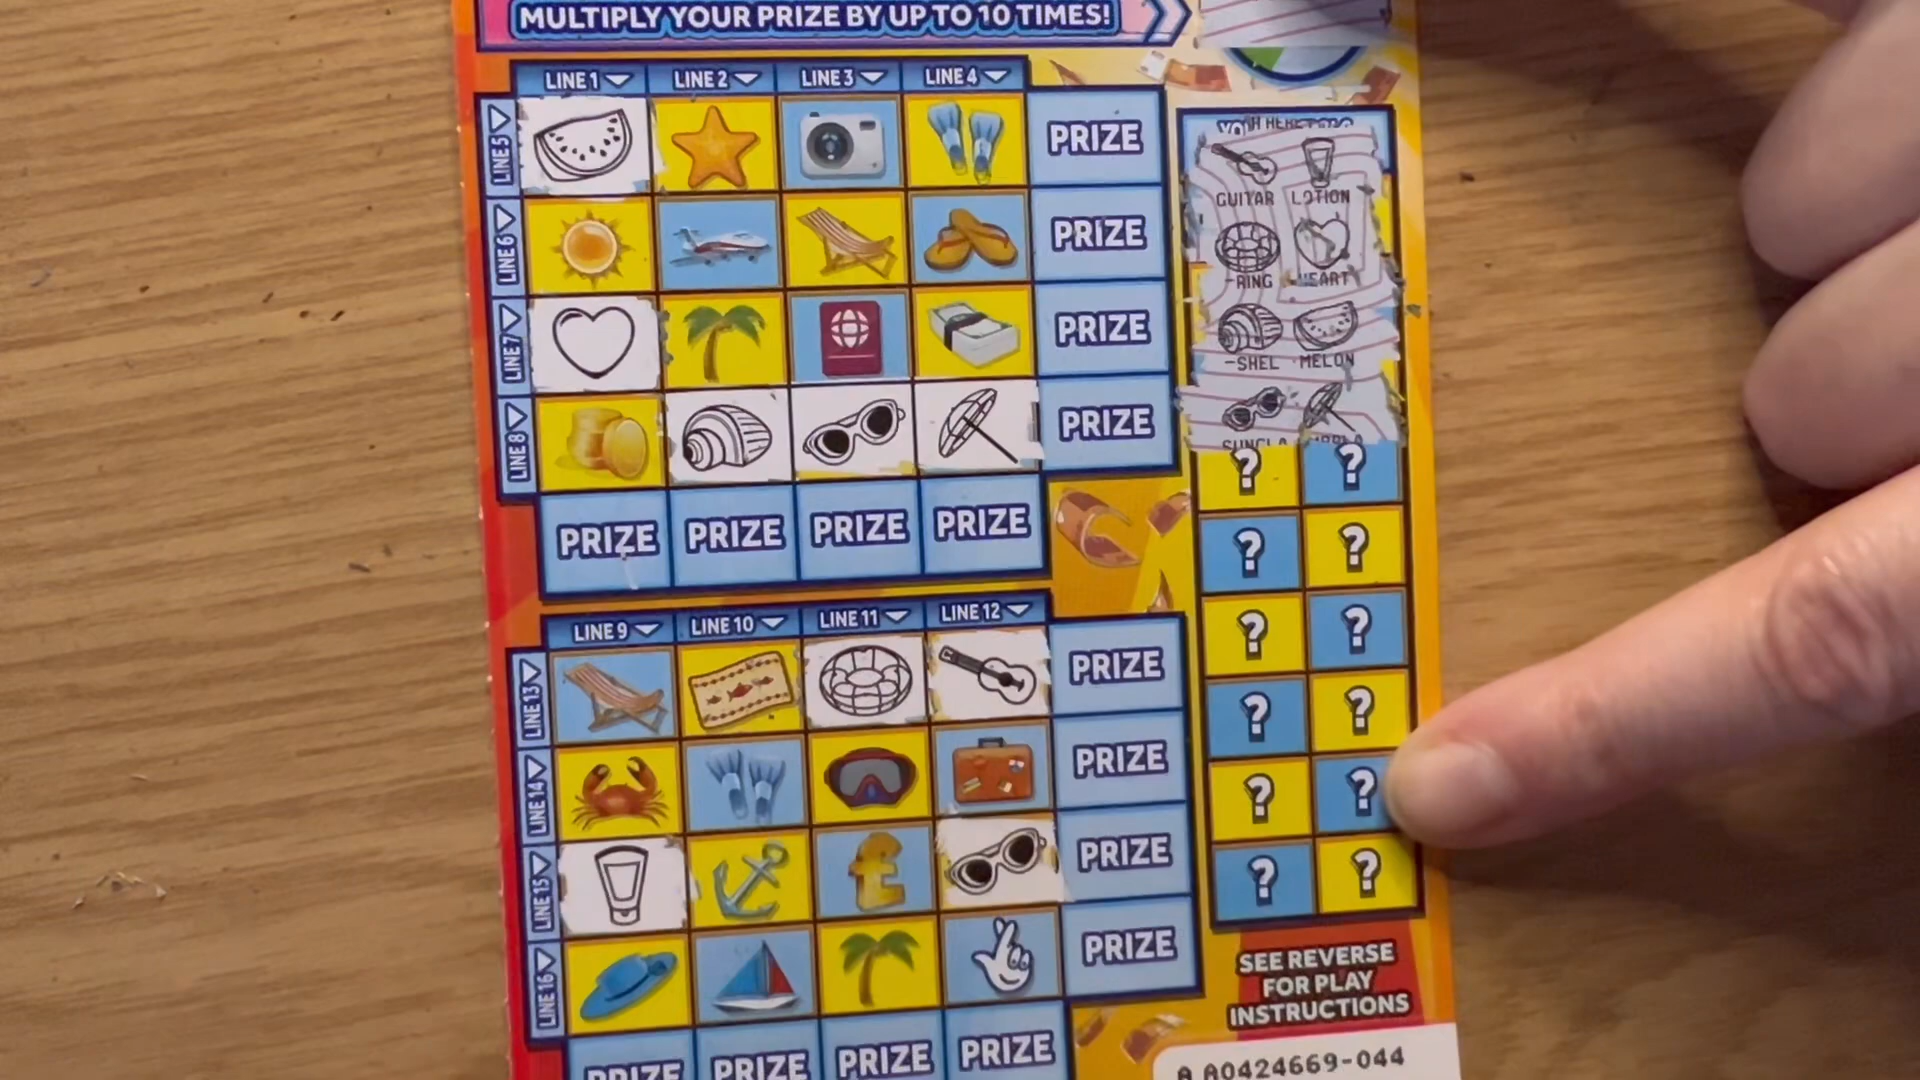 MULTIPLY YOUR PRIZE BY UP TO 10 TIMES!
LINE 1 LINE 2 LINE 3 LINE 4
LINE 5
PRIZE
LINE 6
PRIZE
LINE 7
PRIZE
LINE 8
PRIZE
PRIZE PRIZE PRIZE PRIZE
GUITAR LOTION
-RING HEART
-SHEL MELON
? ?
? ?
? ?
? ?
? ?
? ?
LINE 9 LINE 10 LINE 11 LINE 12
LINE 13
PRIZE
LINE 14
PRIZE
LINE 15
£
PRIZE
LINE 16
PRIZE
PRIZE PRIZE PRIZE PRIZE
SEE REVERSE
FOR PLAY
INSTRUCTIONS
A A0424669-044